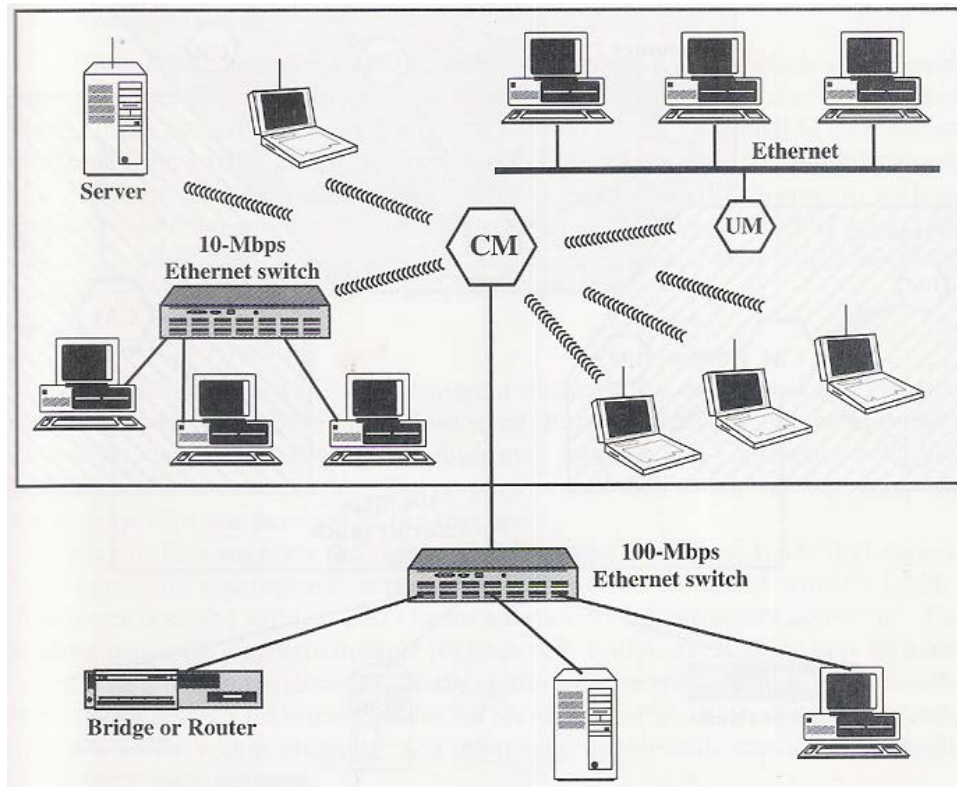 Ethernet
Server
CM
UM
10-Mbps
Ethernet switch
100-Mbps
Ethernet switch
Bridge or Router